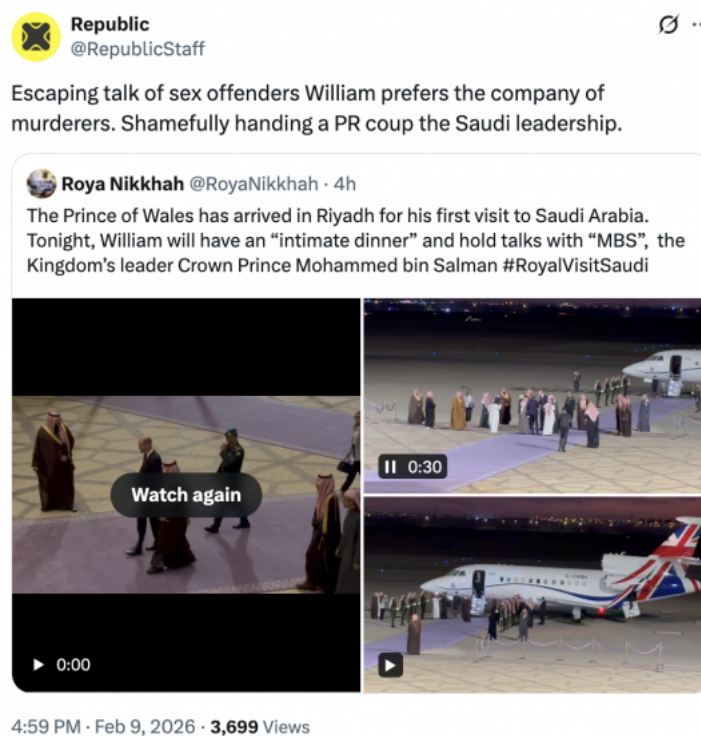 Republic
@RepublicStaff
Escaping talk of sex offenders William prefers the company of
murderers. Shamefully handing a PR coup the Saudi leadership.
Roya Nikkhah @RoyaNikkhah · 4h
The Prince of Wales has arrived in Riyadh for his first visit to Saudi Arabia.
Tonight, William will have an “intimate dinner” and hold talks with “MBS”, the
Kingdom’s leader Crown Prince Mohammed bin Salman #RoyalVisitSaudi
Watch again
0:00
0:30
4:59 PM · Feb 9, 2026 · 3,699 Views